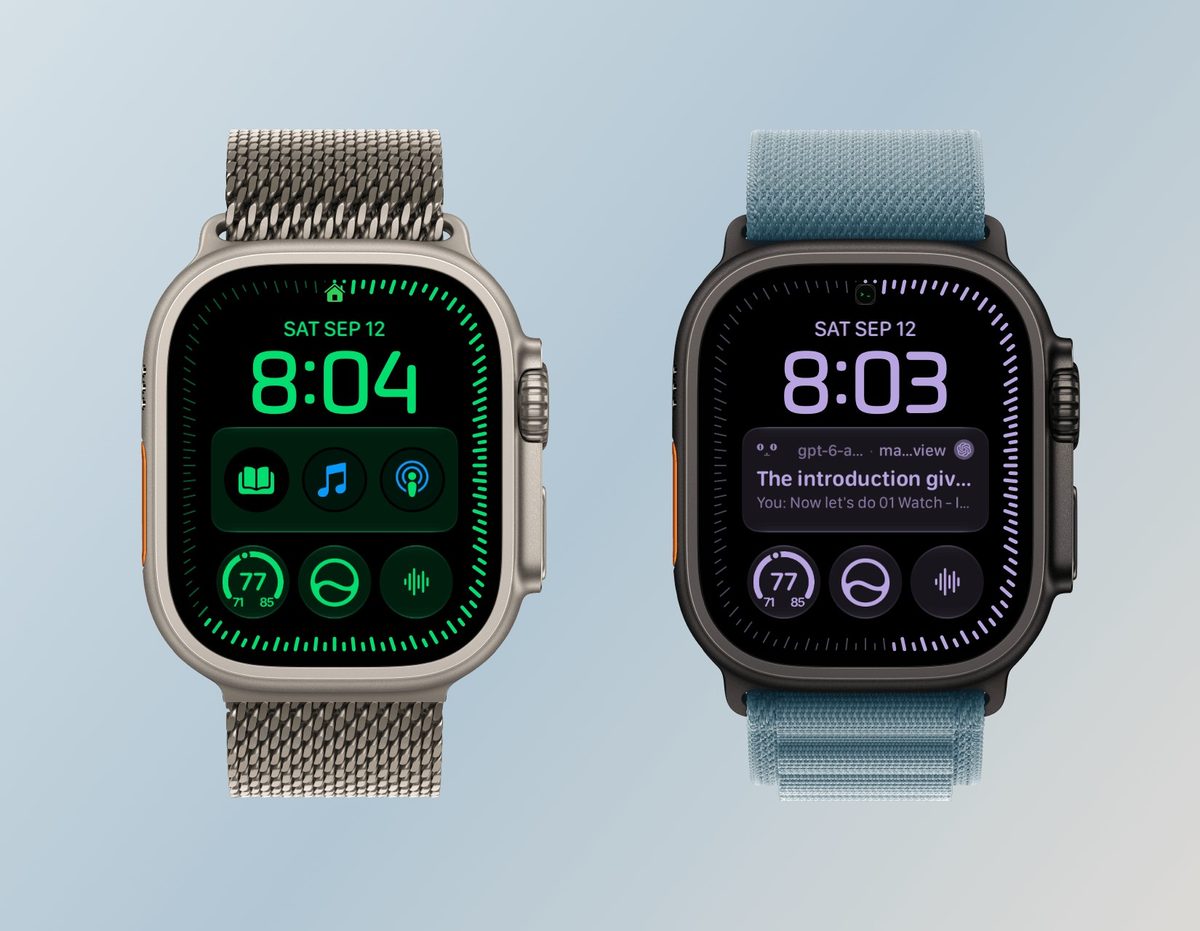 SAT SEP 12
8:04
77
71 85
SAT SEP 12
8:03
gpt-6-a... · ma...view
The introduction giv...
You: Now let's do 01 Watch - I...
77
71 85